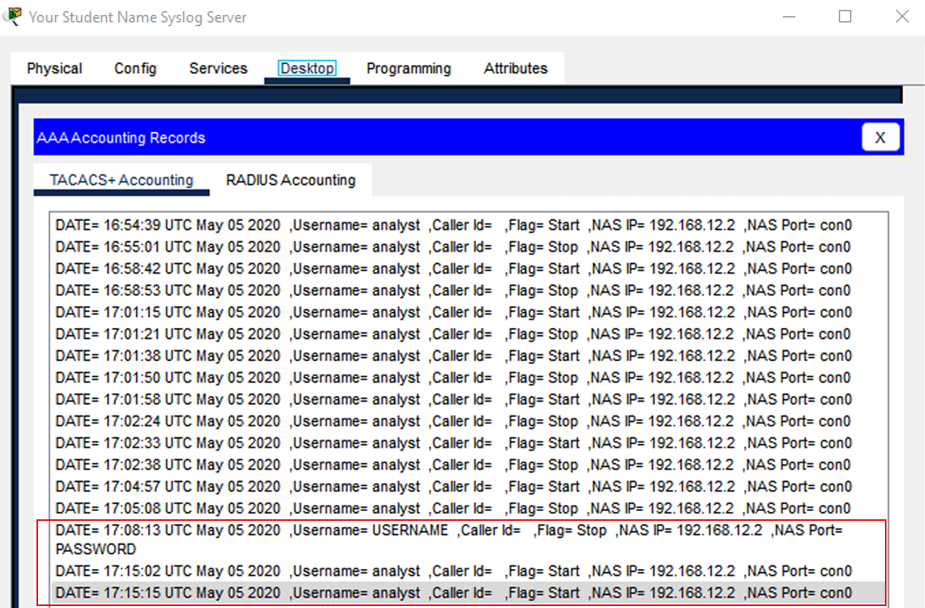 Your Student Name Syslog Server
Physical Config Services Desktop Programming Attributes
AAA Accounting Records X
TACACS+ Accounting RADIUS Accounting
DATE= 16:54:39 UTC May 05 2020 ,Username= analyst ,Caller Id= ,Flag= Start ,NAS IP= 192.168.12.2 ,NAS Port= con0
DATE= 16:55:01 UTC May 05 2020 ,Username= analyst ,Caller Id= ,Flag= Stop ,NAS IP= 192.168.12.2 ,NAS Port= con0
DATE= 16:58:42 UTC May 05 2020 ,Username= analyst ,Caller Id= ,Flag= Start ,NAS IP= 192.168.12.2 ,NAS Port= con0
DATE= 16:58:53 UTC May 05 2020 ,Username= analyst ,Caller Id= ,Flag= Stop ,NAS IP= 192.168.12.2 ,NAS Port= con0
DATE= 17:01:15 UTC May 05 2020 ,Username= analyst ,Caller Id= ,Flag= Start ,NAS IP= 192.168.12.2 ,NAS Port= con0
DATE= 17:01:21 UTC May 05 2020 ,Username= analyst ,Caller Id= ,Flag= Stop ,NAS IP= 192.168.12.2 ,NAS Port= con0
DATE= 17:01:38 UTC May 05 2020 ,Username= analyst ,Caller Id= ,Flag= Start ,NAS IP= 192.168.12.2 ,NAS Port= con0
DATE= 17:01:50 UTC May 05 2020 ,Username= analyst ,Caller Id= ,Flag= Stop ,NAS IP= 192.168.12.2 ,NAS Port= con0
DATE= 17:01:58 UTC May 05 2020 ,Username= analyst ,Caller Id= ,Flag= Start ,NAS IP= 192.168.12.2 ,NAS Port= con0
DATE= 17:02:24 UTC May 05 2020 ,Username= analyst ,Caller Id= ,Flag= Stop ,NAS IP= 192.168.12.2 ,NAS Port= con0
DATE= 17:02:33 UTC May 05 2020 ,Username= analyst ,Caller Id= ,Flag= Start ,NAS IP= 192.168.12.2 ,NAS Port= con0
DATE= 17:02:38 UTC May 05 2020 ,Username= analyst ,Caller Id= ,Flag= Stop ,NAS IP= 192.168.12.2 ,NAS Port= con0
DATE= 17:04:57 UTC May 05 2020 ,Username= analyst ,Caller Id= ,Flag= Start ,NAS IP= 192.168.12.2 ,NAS Port= con0
DATE= 17:05:08 UTC May 05 2020 ,Username= analyst ,Caller Id= ,Flag= Stop ,NAS IP= 192.168.12.2 ,NAS Port= con0
DATE= 17:08:13 UTC May 05 2020 ,Username= USERNAME ,Caller Id= ,Flag= Stop ,NAS IP= 192.168.12.2 ,NAS Port=
PASSWORD
DATE= 17:15:02 UTC May 05 2020 ,Username= analyst ,Caller Id= ,Flag= Start ,NAS IP= 192.168.12.2 ,NAS Port= con0
DATE= 17:15:15 UTC May 05 2020 ,Username= analyst ,Caller Id= ,Flag= Start ,NAS IP= 192.168.12.2 ,NAS Port= con0